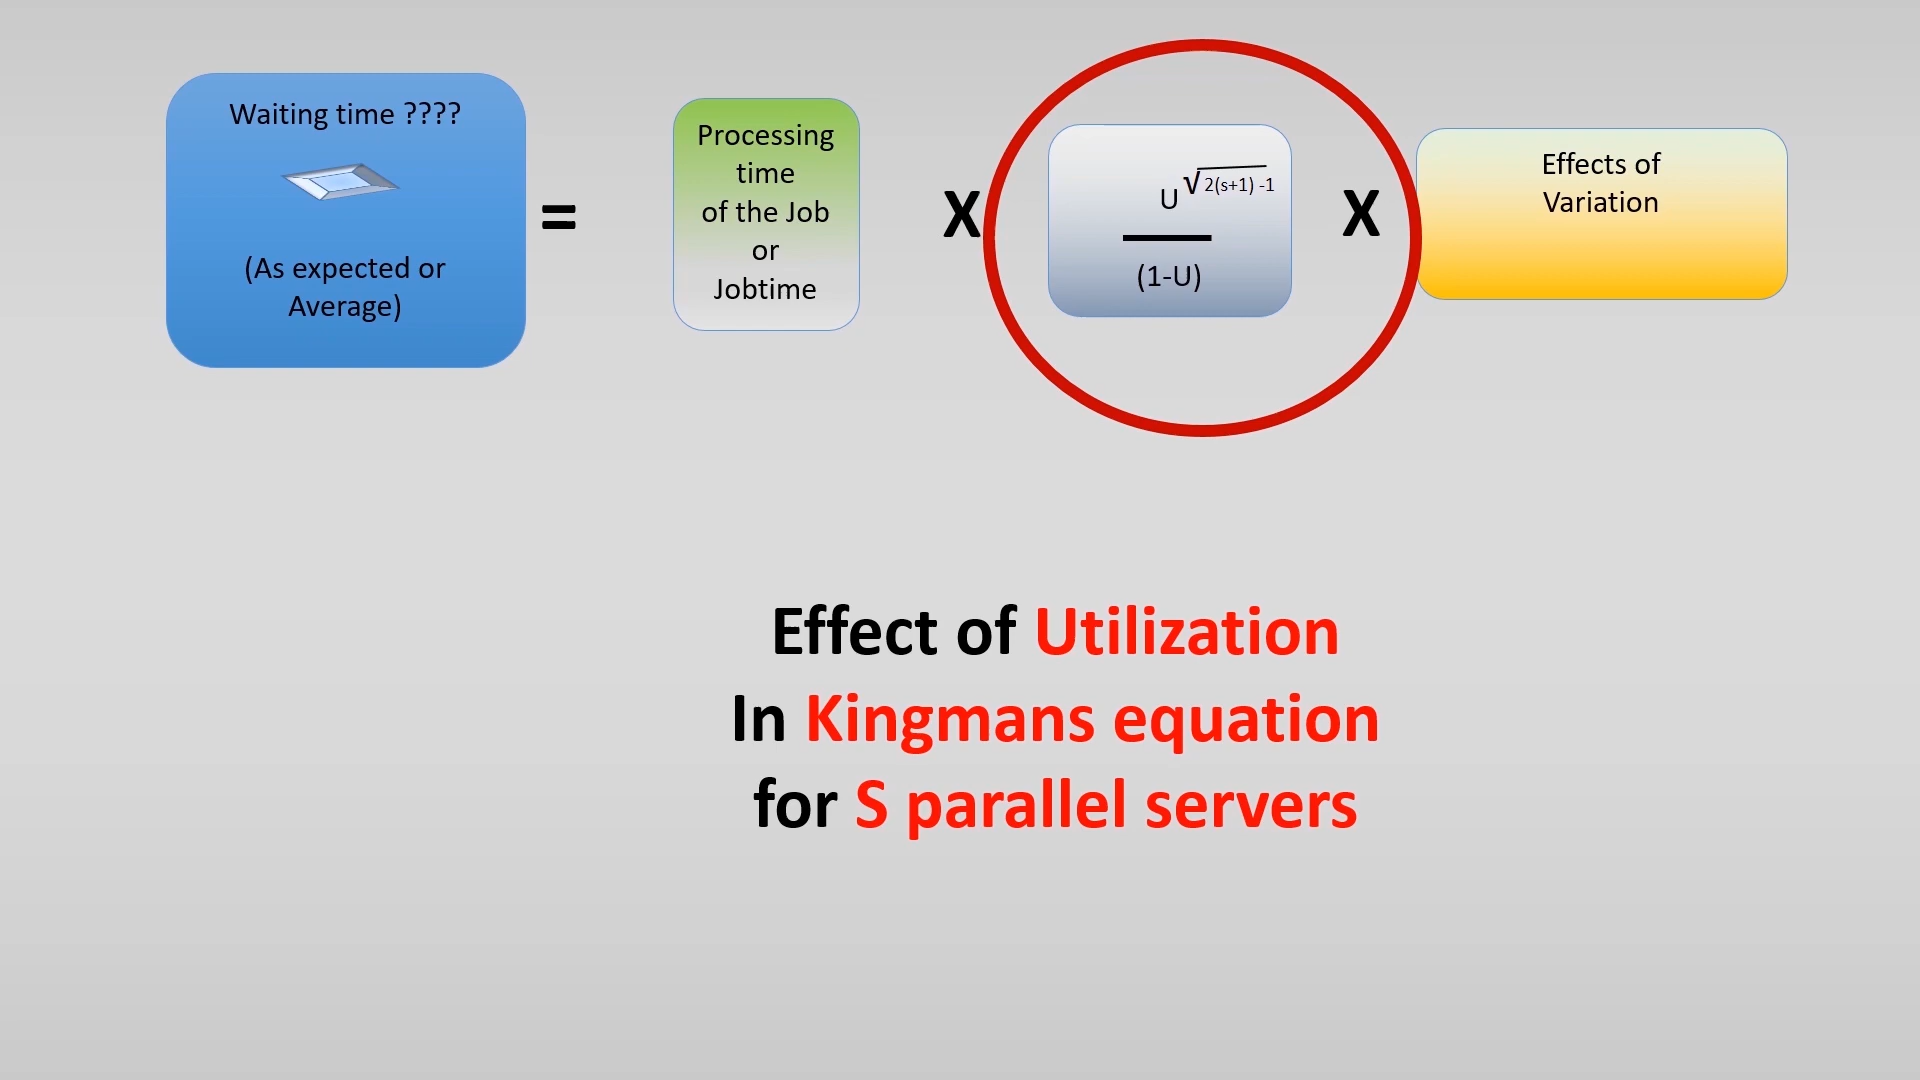 Waiting time ????
(As expected or
Average)
=
Processing
time
of the Job
or
Jobtime
X
U√2(s+1) -1
(1-U)
X
Effects of
Variation
Effect of Utilization
In Kingmans equation
for S parallel servers